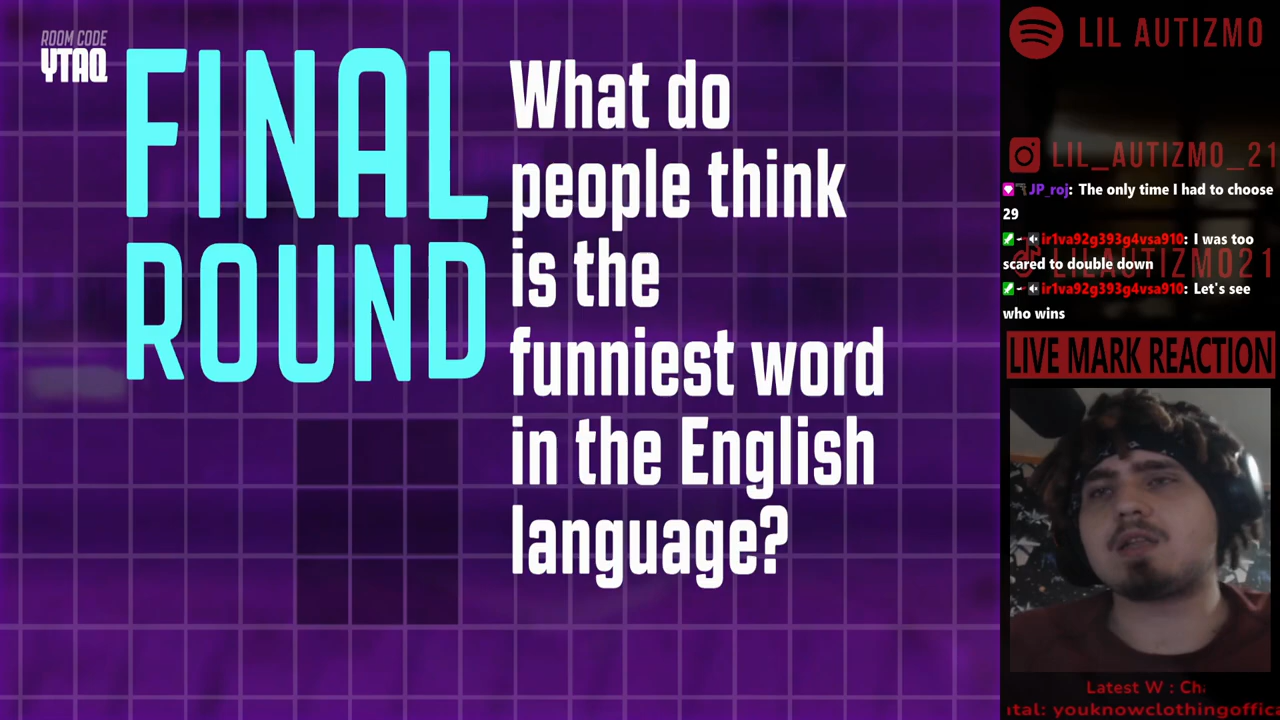 ROOM CODE
YTAQ
FINAL
ROUND
What do
people think
is the
funniest word
in the English
language?
LIL AUTIZMO
LIL_AUTIZMO_21
JP_roj: The only time I had to choose
29
ir1va92g393g4vsa910: I was too
scared to double down
LILAUTIZMO21
ir1va92g393g4vsa910: Let's see
who wins
LIVE MARK REACTION
Latest W : Ch
youknowclothingoffic